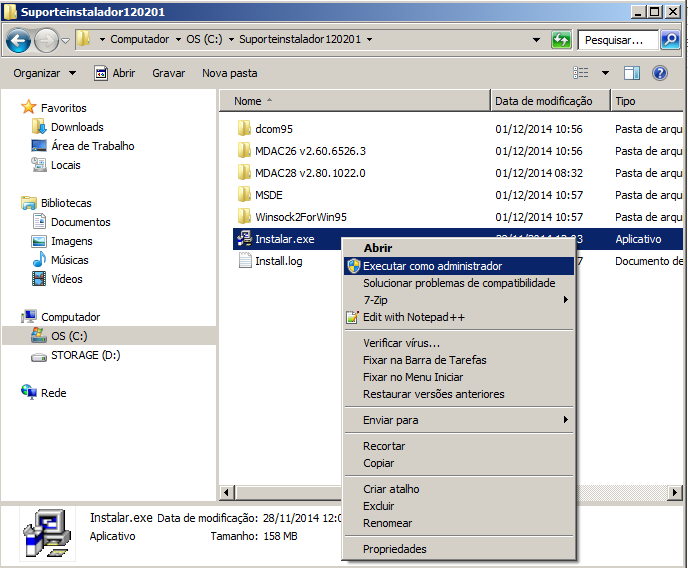 Suporteinstalador120201
Computador OS (C:) Suporteinstalador120201
Pesquisar...
Organizar Abrir Gravar Nova pasta
Favoritos
Downloads
Área de Trabalho
Locais
Bibliotecas
Documentos
Imagens
Músicas
Vídeos
Computador
OS (C:)
STORAGE (D:)
Rede
Nome Data de modificação Tipo
dcom95 01/12/2014 10:56 Pasta de arqu
MDAC26 v2.60.6526.3 01/12/2014 10:56 Pasta de arqu
MDAC28 v2.80.1022.0 01/12/2014 08:32 Pasta de arqu
MSDE 01/12/2014 10:57 Pasta de arqu
Winsock2ForWin95 01/12/2014 10:57 Pasta de arqu
Instalar.exe Aplicativo
Install.log 7 Documento de
Abrir
Executar como administrador
Solucionar problemas de compatibilidade
7-Zip
Edit with Notepad++
Verificar vírus...
Fixar na Barra de Tarefas
Fixar no Menu Iniciar
Restaurar versões anteriores
Enviar para
Recortar
Copiar
Criar atalho
Excluir
Renomear
Propriedades
Instalar.exe Data de modificação: 28/11/2014 12:0
Aplicativo Tamanho: 158 MB